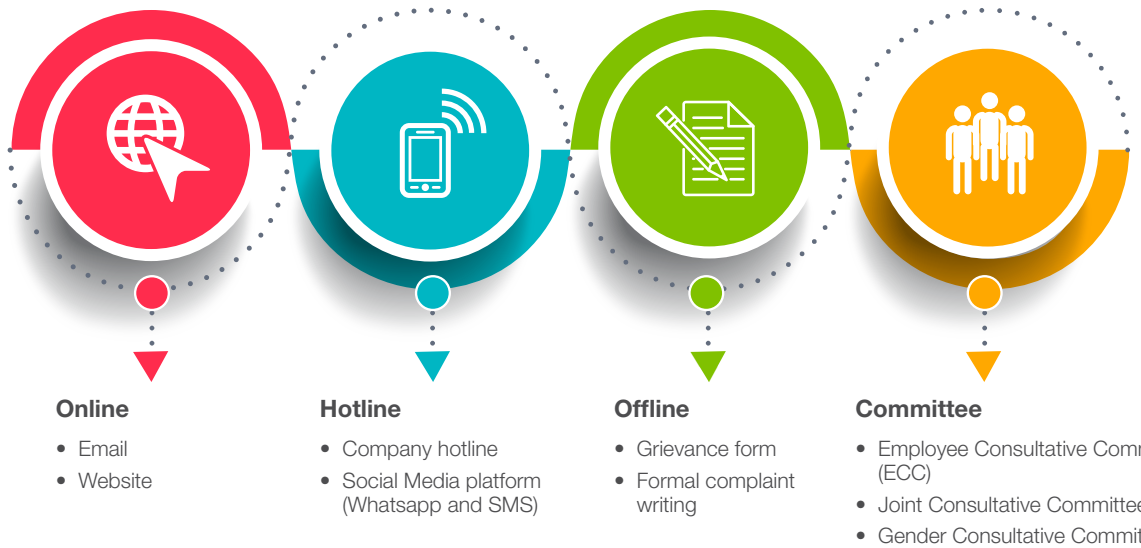 Online
• Email
• Website
Hotline
• Company hotline
• Social Media platform
(Whatsapp and SMS)
Offline
• Grievance form
• Formal complaint
writing
Committee
• Employee Consultative
(ECC)
• Joint Consultative Committee
• Gender Consultative